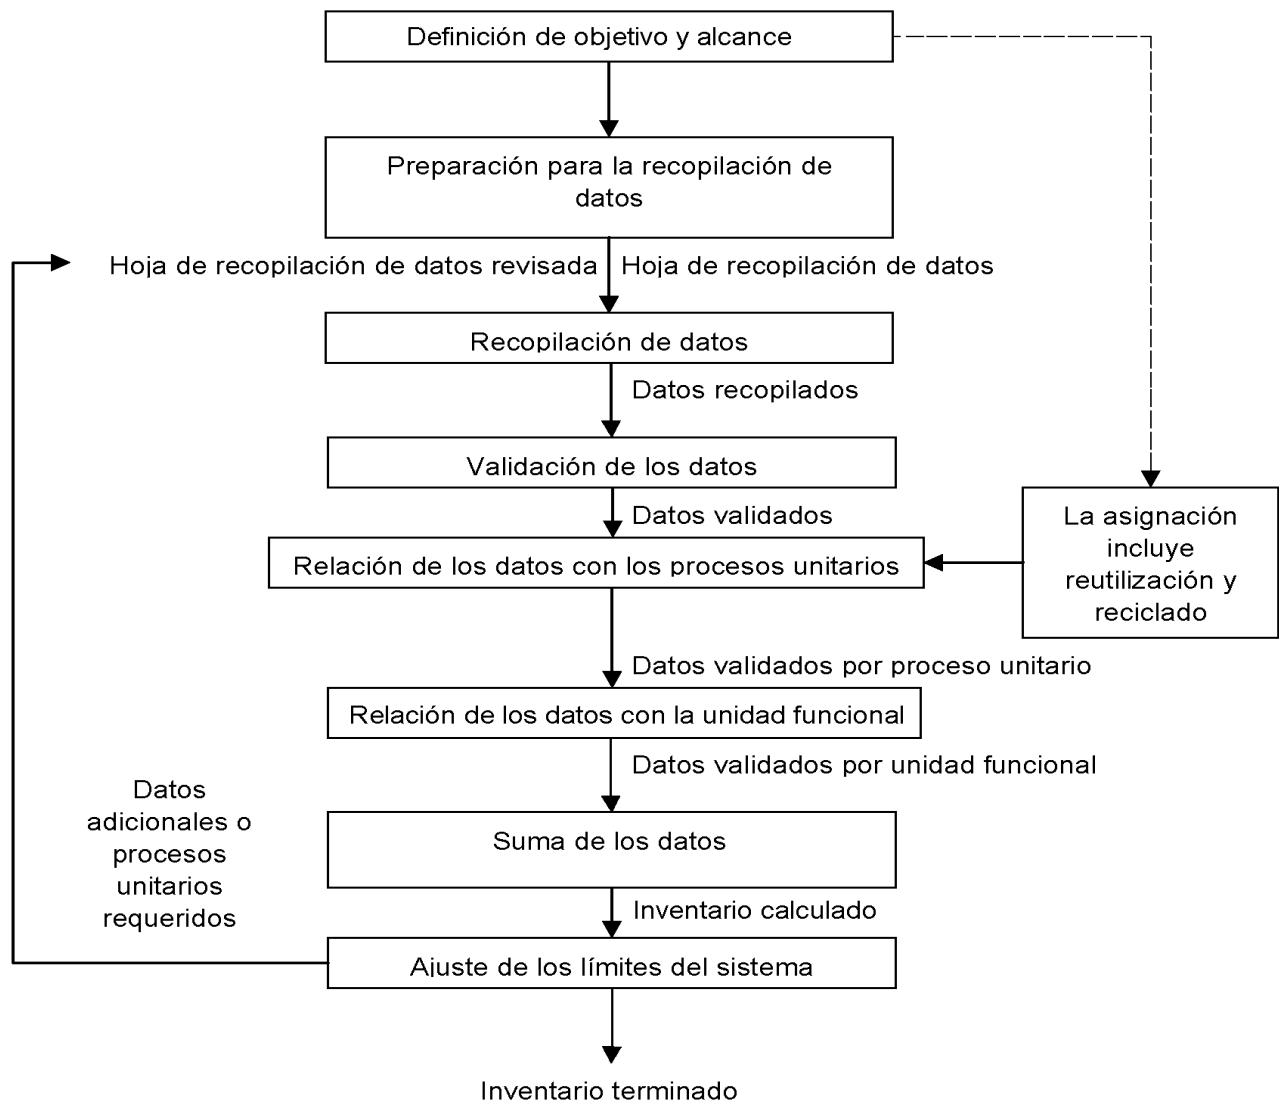 Definición de objetivo y alcance
Preparación para la recopilación de
datos
Hoja de recopilación de datos revisada
Hoja de recopilación de datos
Recopilación de datos
Datos recopilados
Validación de los datos
Datos validados
La asignación
incluye
reutilización y
reciclado
Relación de los datos con los procesos unitarios
Datos validados por proceso unitario
Relación de los datos con la unidad funcional
Datos validados por unidad funcional
Datos
adicionales o
procesos
unitarios
requeridos
Suma de los datos
Inventario calculado
Ajuste de los límites del sistema
Inventario terminado